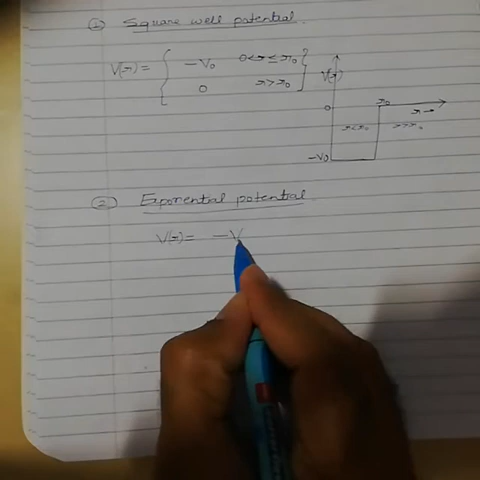 ① Square well potential.
V(r) = { -V₀ 0<r≤r₀ }
0 r>r₀
V(r)
0 r₀
r→
r<r₀ r>r₀
-V₀
② Exponential potential.
V(r) = -V